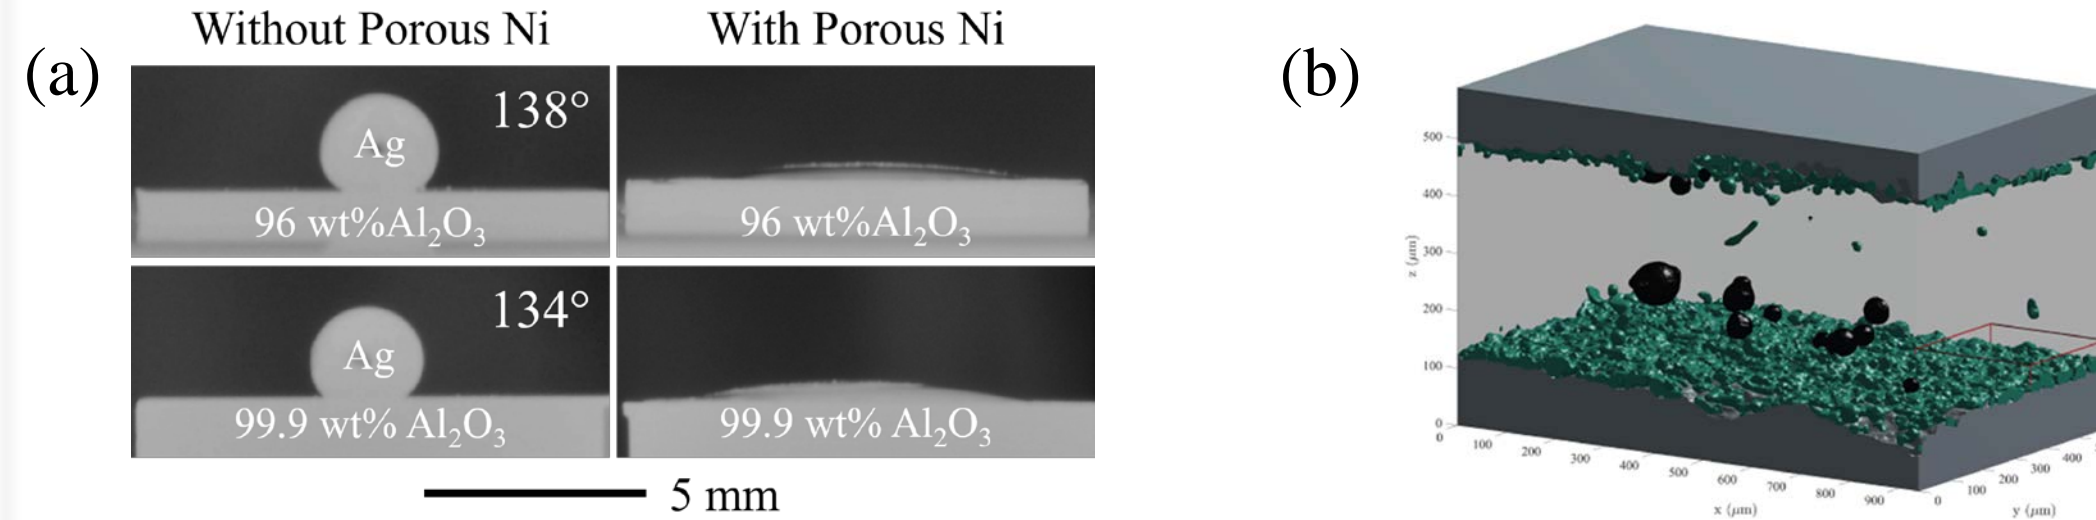 (a)
Without Porous Ni
With Porous Ni
138°
Ag
96 wt%Al₂O₃
96 wt%Al₂O₃
134°
Ag
99.9 wt% Al₂O₃
99.9 wt% Al₂O₃
5 mm
(b)
500
400
300
200
100
0
z (μm)
0
100
200
300
400
500
600
700
800
900
x (μm)
0
100
200
300
400
y (μm)